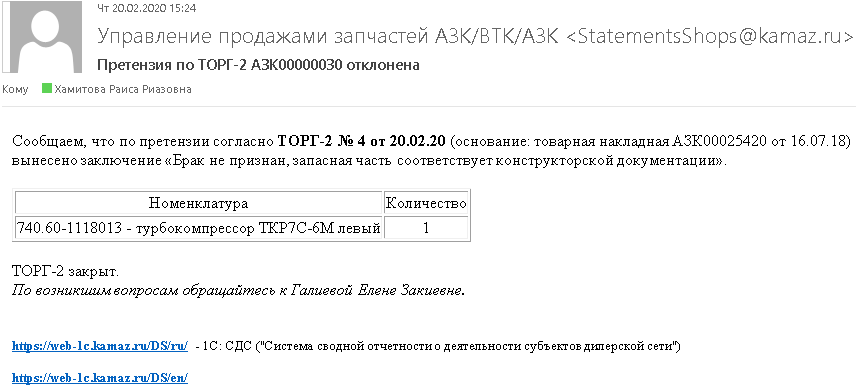 Чт 20.02.2020 15:24
Управление продажами запчастей АЗК/ВТК/АЗК <StatementsShops@kamaz.ru>
Претензия по ТОРГ-2 АЗК00000030 отклонена
Кому Хамитова Раиса Риазовна
Сообщаем, что по претензии согласно ТОРГ-2 № 4 от 20.02.20 (основание: товарная накладная АЗК00025420 от 16.07.18)
вынесено заключение «Брак не признан, запасная часть соответствует конструкторской документации».
Номенклатура Количество
740.60-1118013 - турбокомпрессор ТКР7С-6М левый 1
ТОРГ-2 закрыт.
По возникшим вопросам обращайтесь к Галиевой Елене Закиевне.
https://web-1c.kamaz.ru/DS/ru/ - 1С: СДС ("Система сводной отчетности о деятельности субъектов диперской сети")
https://web-1c.kamaz.ru/DS/en/